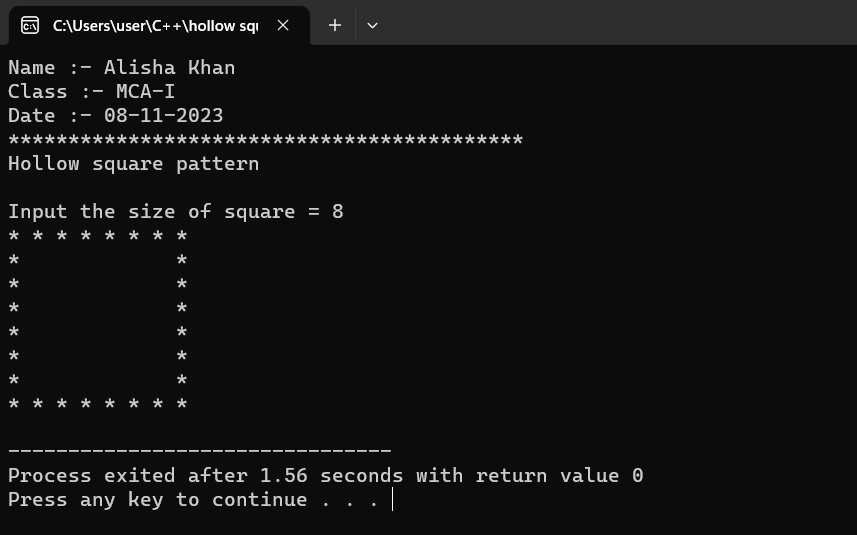 C:\Users\user\C++\hollow squ
Name :- Alisha Khan
Class :- MCA-I
Date :- 08-11-2023
*******************************************
Hollow square pattern
Input the size of square = 8
* * * * * * * *
*             *
*             *
*             *
*             *
*             *
*             *
* * * * * * * *
--------------------------------
Process exited after 1.56 seconds with return value 0
Press any key to continue . . .